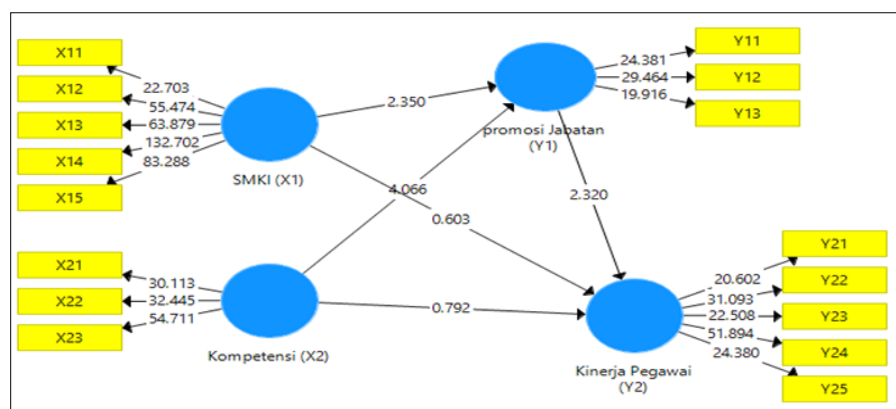 X11
X12
X13
X14
X15
22.703
55.474
63.879
132.702
83.288
SMKI (X1)
2.350
4.066
0.603
promosi Jabatan
(Y1)
24.381
29.464
19.916
Y11
Y12
Y13
2.320
X21
X22
X23
30.113
32.445
54.711
Kompetensi (X2)
0.792
Kinerja Pegawai
(Y2)
20.602
31.093
22.508
51.894
24.380
Y21
Y22
Y23
Y24
Y25